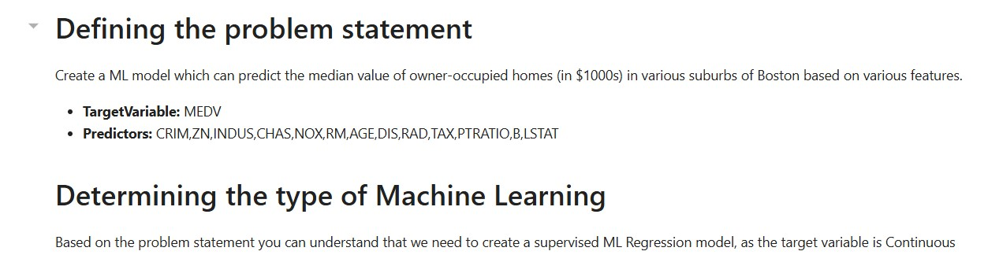 Defining the problem statement
Create a ML model which can predict the median value of owner-occupied homes (in $1000s) in various suburbs of Boston based on various features.
• TargetVariable: MEDV
• Predictors: CRIM,ZN,INDUS,CHAS,NOX,RM,AGE,DIS,RAD,TAX,PTRATIO,B,LSTAT
Determining the type of Machine Learning
Based on the problem statement you can understand that we need to create a supervised ML Regression model, as the target variable is Continuous